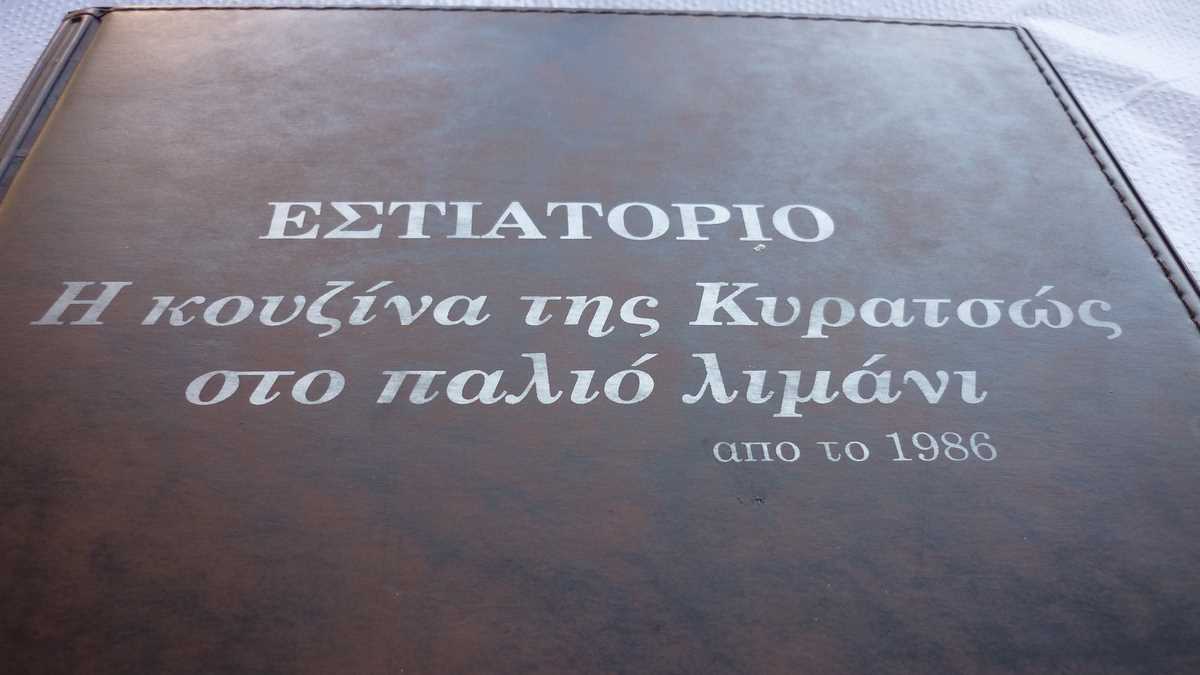 ΕΣΤΙΑΤΟΡΙΟ
Η κουζίνα της Κυρατσώς
στο παλιό λιμάνι
απο το 1986